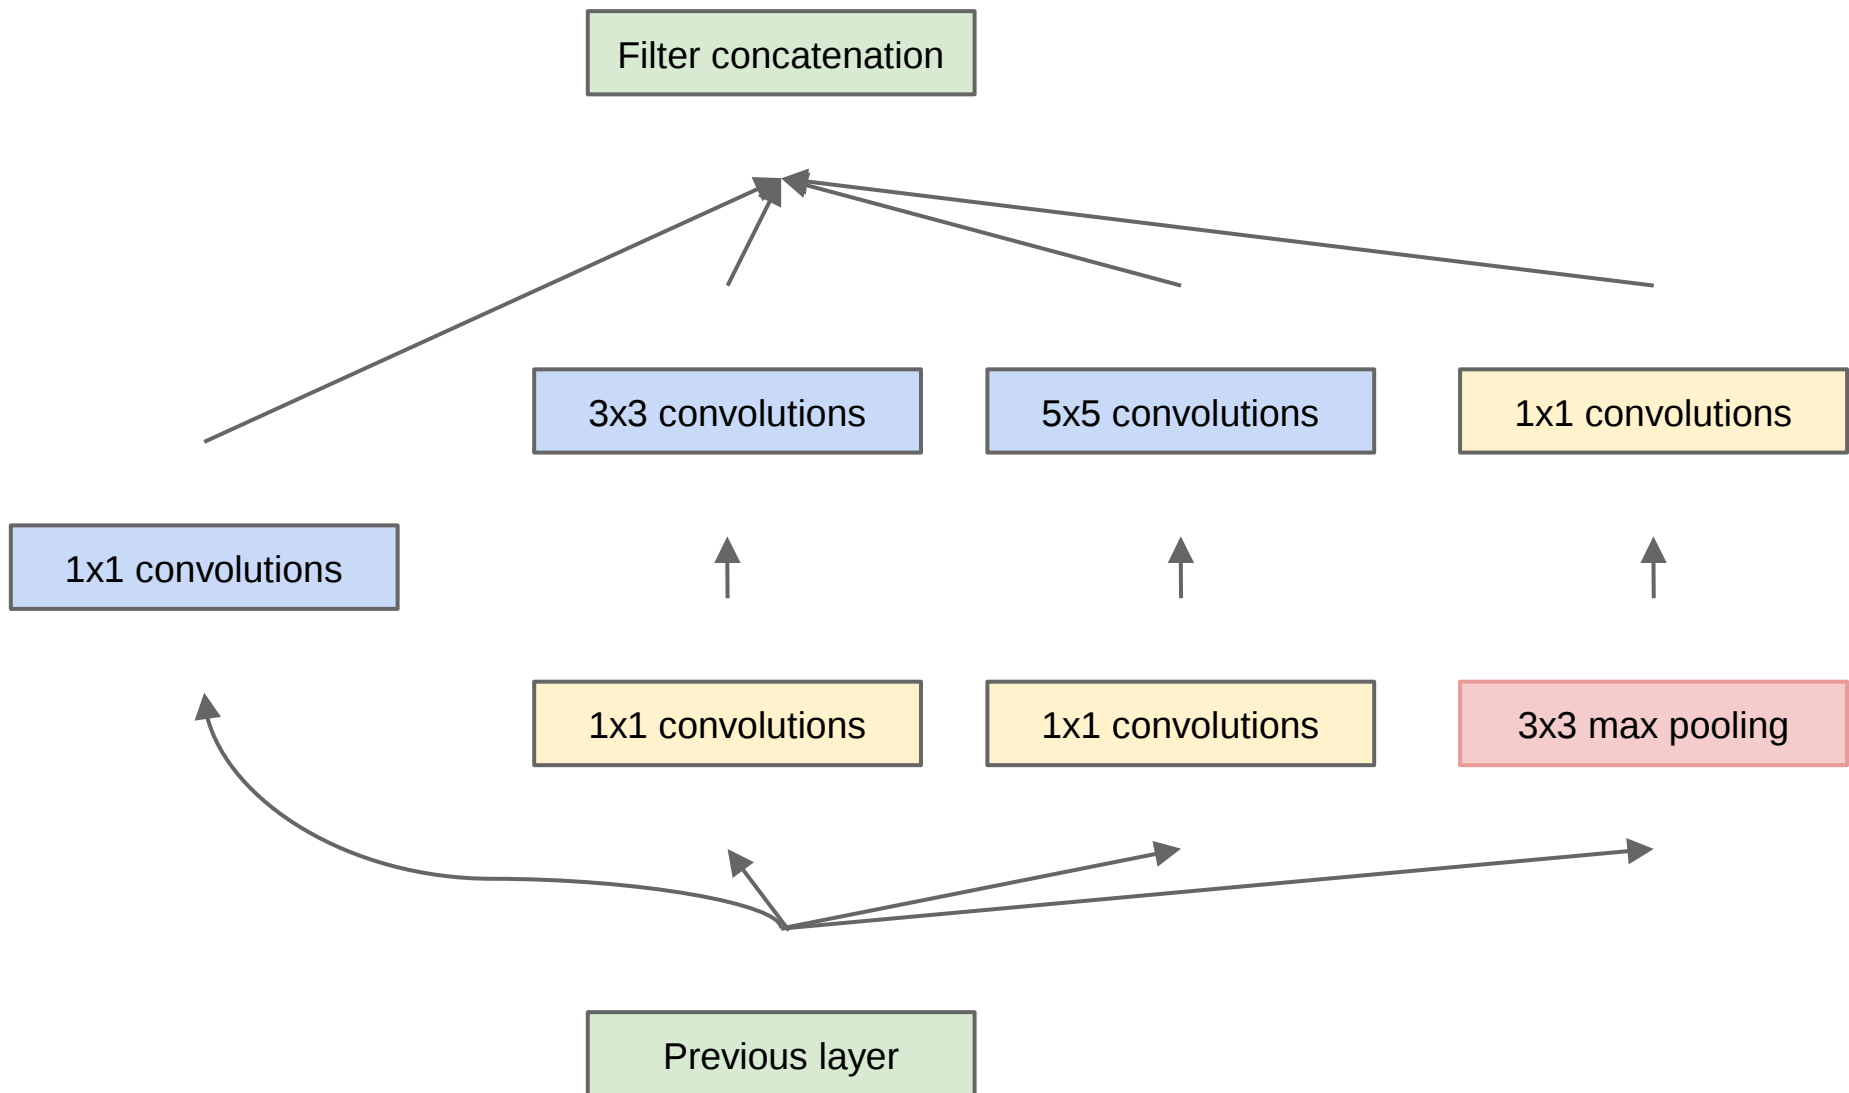 Filter concatenation
3x3 convolutions
5x5 convolutions
1x1 convolutions
1x1 convolutions
1x1 convolutions
1x1 convolutions
3x3 max pooling
Previous layer